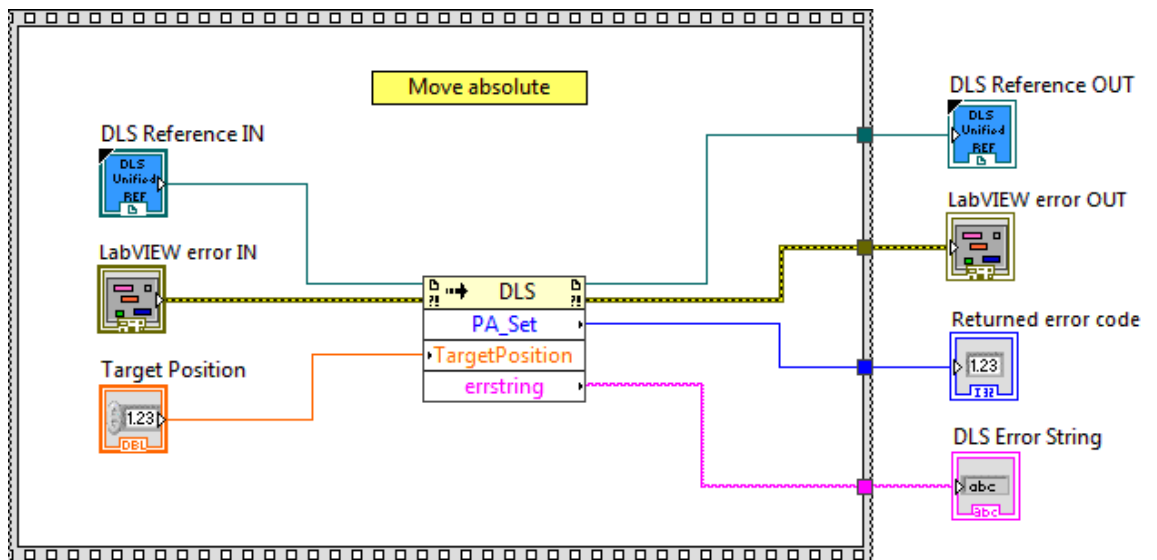 Move absolute
DLS Reference IN
DLS
Unified
REF
LabVIEW error IN
?!
DLS
?!
PA_Set
TargetPosition
errstring
Target Position
1.23
DBL
DLS Reference OUT
DLS
Unified
REF
LabVIEW error OUT
Returned error code
1.23
I32
DLS Error String
abc
abc